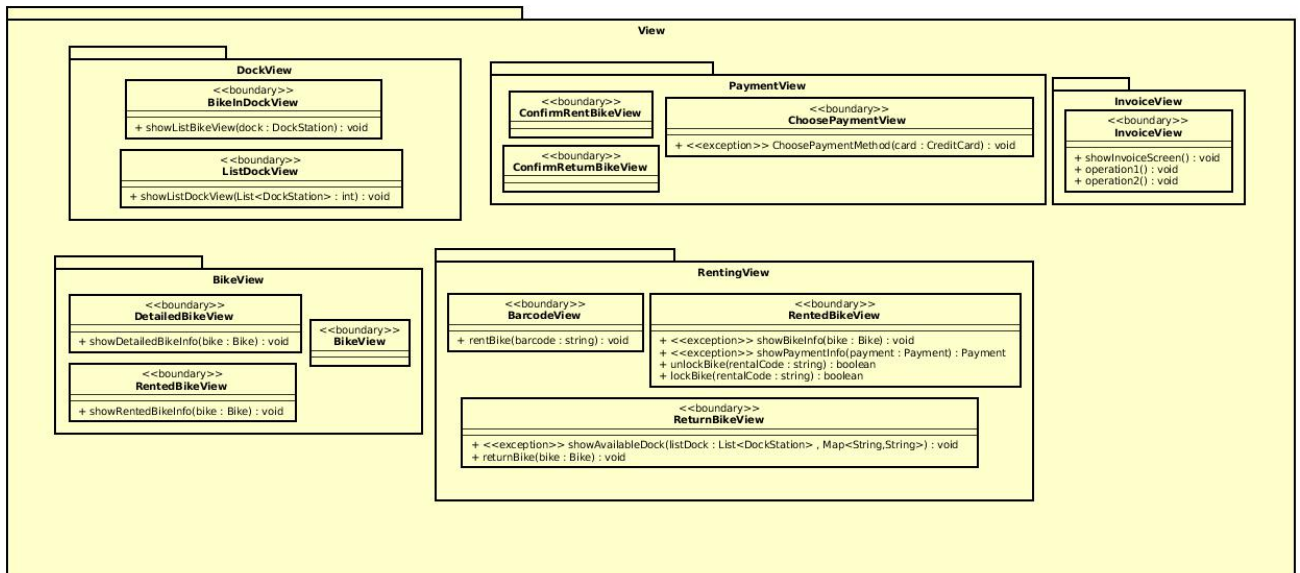 View
DockView
<<boundary>>
BikeInDockView
+ showListBikeView(dock : DockStation) : void
<<boundary>>
ListDockView
+ showListDockView(List<DockStation> : int) : void
PaymentView
<<boundary>>
ConfirmRentBikeView
<<boundary>>
ConfirmReturnBikeView
<<boundary>>
ChoosePaymentView
+ <<exception>> ChoosePaymentMethod(card : CreditCard) : void
InvoiceView
<<boundary>>
InvoiceView
+ showInvoiceScreen() : void
+ operation1() : void
+ operation2() : void
BikeView
<<boundary>>
DetailedBikeView
+ showDetailedBikeInfo(bike : Bike) : void
<<boundary>>
BikeView
<<boundary>>
RentedBikeView
+ showRentedBikeInfo(bike : Bike) : void
RentingView
<<boundary>>
BarcodeView
+ rentBike(barcode : string) : void
<<boundary>>
RentedBikeView
+ <<exception>> showBikeInfo(bike : Bike) : void
+ <<exception>> showPaymentInfo(payment : Payment) : Payment
+ unlockBike(rentalCode : string) : boolean
+ lockBike(rentalCode : string) : boolean
<<boundary>>
ReturnBikeView
+ <<exception>> showAvailableDock(listDock : List<DockStation> , Map<String,String>) : void
+ returnBike(bike : Bike) : void